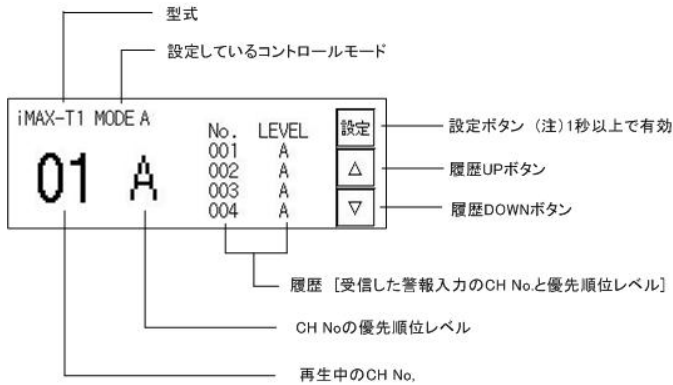 型式
設定しているコントロールモード
iMAX-T1 MODE A
No. LEVEL
設定
設定ボタン (注)1秒以上で有効
001 A
01 A
002 A
△
履歴UPボタン
003 A
004 A
▽
履歴DOWNボタン
履歴 [受信した警報入力のCH No.と優先順位レベル]
CH Noの優先順位レベル
再生中のCH No,